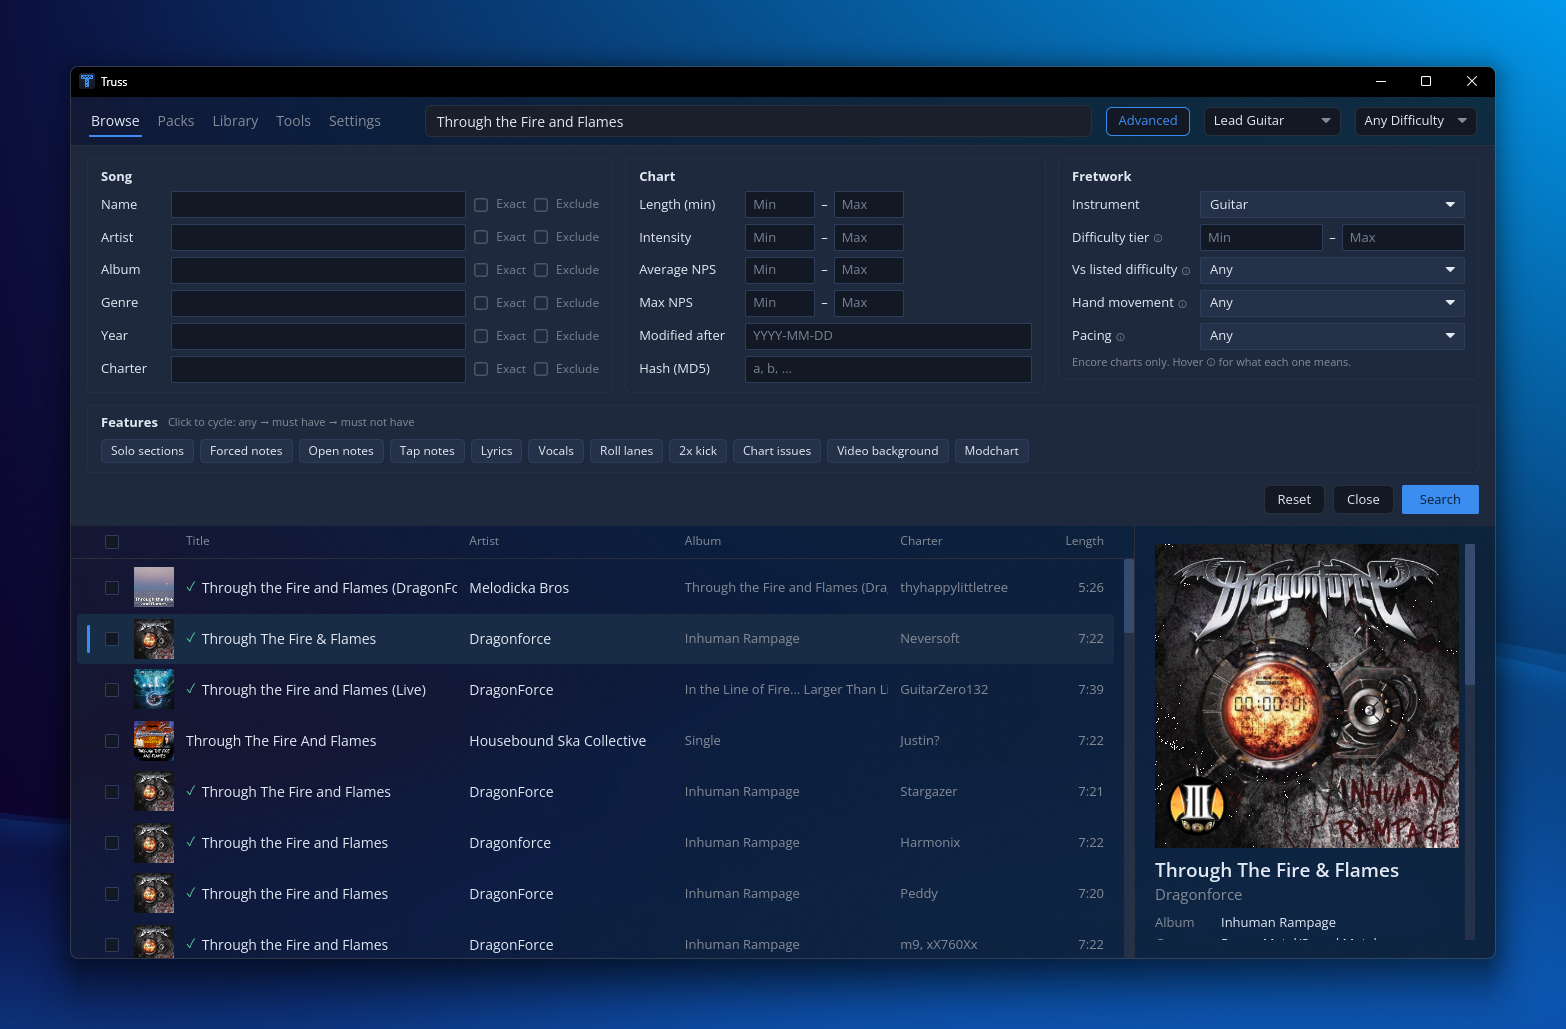 Truss
Browse Packs Library Tools Settings Through the Fire and Flames Advanced Lead Guitar Any Difficulty
Song
Name Exact Exclude
Artist Exact Exclude
Album Exact Exclude
Genre Exact Exclude
Year Exact Exclude
Charter Exact Exclude
Chart
Length (min) Min – Max
Intensity Min – Max
Average NPS Min – Max
Max NPS Min – Max
Modified after YYYY-MM-DD
Hash (MD5) a, b, ...
Fretwork
Instrument Guitar
Difficulty tier Min – Max
Vs listed difficulty Any
Hand movement Any
Pacing Any
Encore charts only. Hover ⓘ for what each one means.
Features Click to cycle: any → must have → must not have
Solo sections Forced notes Open notes Tap notes Lyrics Vocals Roll lanes 2x kick Chart issues Video background Modchart
Reset Close Search
Title Artist Album Charter Length
✓ Through the Fire and Flames (DragonFc Melodicka Bros Through the Fire and Flames (Dra thyhappylittletree 5:26
✓ Through The Fire & Flames Dragonforce Inhuman Rampage Neversoft 7:22
✓ Through the Fire and Flames (Live) DragonForce In the Line of Fire... Larger Than Li GuitarZero132 7:39
Through The Fire And Flames Housebound Ska Collective Single Justin? 7:22
✓ Through The Fire and Flames DragonForce Inhuman Rampage Stargazer 7:21
✓ Through the Fire and Flames Dragonforce Inhuman Rampage Harmonix 7:22
✓ Through the Fire and Flames DragonForce Inhuman Rampage Peddy 7:20
✓ Through the Fire and Flames DragonForce Inhuman Rampage m9, xX760Xx 7:22
Dragonforce
00:00:01
III
INHUMAN
RAMPAGE
Through The Fire & Flames
Dragonforce
Album Inhuman Rampage